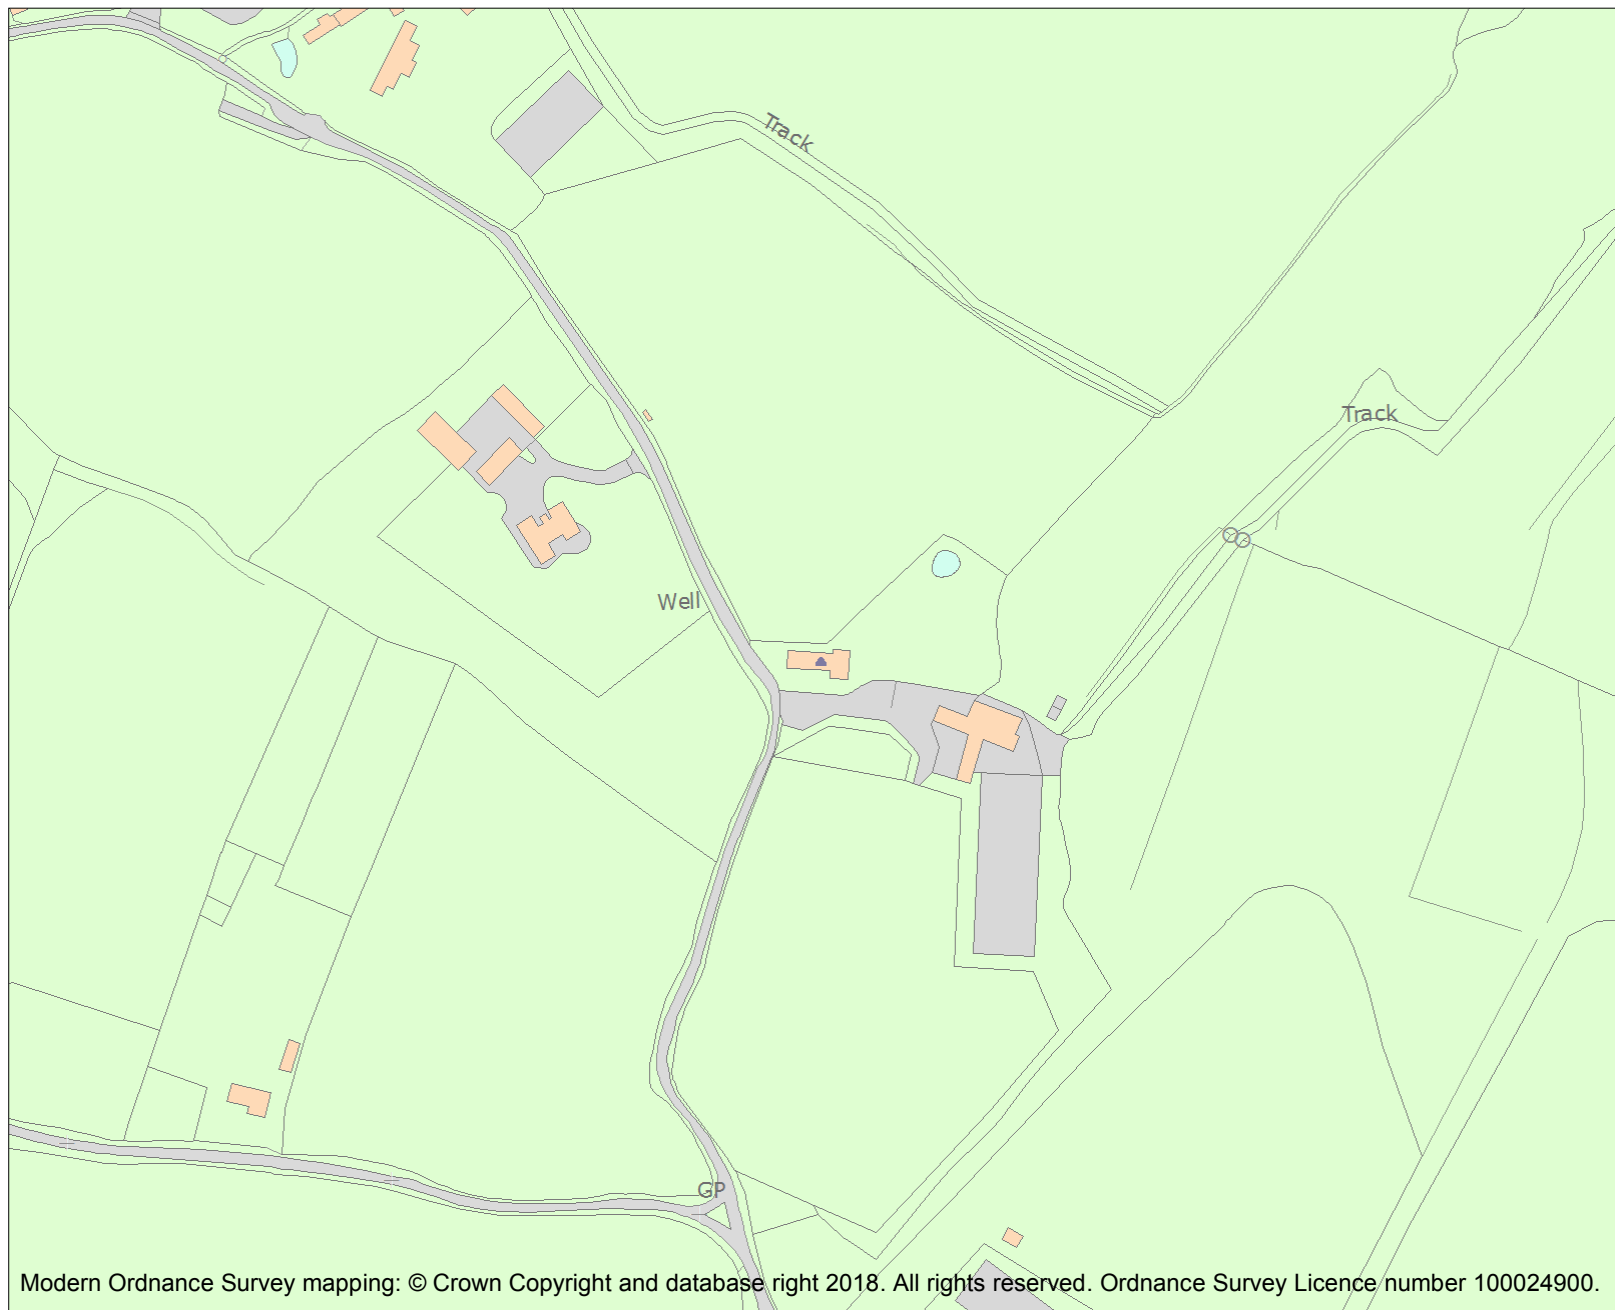 Track
Track
Well
GP
Modern Ordnance Survey mapping: © Crown Copyright and database right 2018. All rights reserved. Ordnance Survey Licence number 100024900.